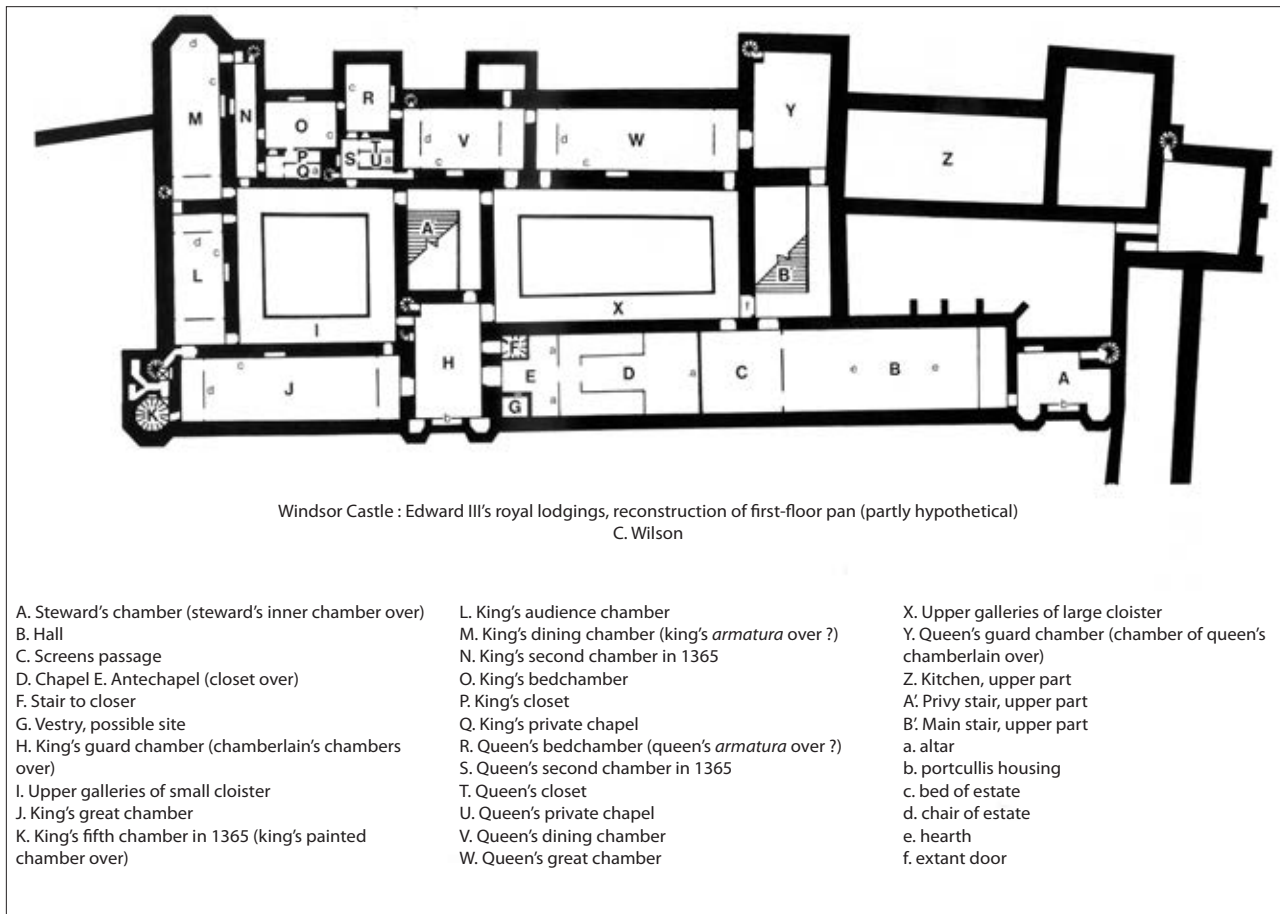 d
M
c
N
O
c
R
c
P
Q
a
S
T
U
a
V
d
c
W
d
c
Y
Z
L
d
c
I
A'
X
B'
f
J
d
c
K
H
b
F
E
a
a
G
D
a
C
B
e
e
A
b
Windsor Castle : Edward III's royal lodgings, reconstruction of first-floor pan (partly hypothetical)
C. Wilson
A. Steward's chamber (steward's inner chamber over)
B. Hall
C. Screens passage
D. Chapel E. Antechapel (closet over)
F. Stair to closer
G. Vestry, possible site
H. King's guard chamber (chamberlain's chambers
over)
I. Upper galleries of small cloister
J. King's great chamber
K. King's fifth chamber in 1365 (king's painted
chamber over)
L. King's audience chamber
M. King's dining chamber (king's armatura over ?)
N. King's second chamber in 1365
O. King's bedchamber
P. King's closet
Q. King's private chapel
R. Queen's bedchamber (queen's armatura over ?)
S. Queen's second chamber in 1365
T. Queen's closet
U. Queen's private chapel
V. Queen's dining chamber
W. Queen's great chamber
X. Upper galleries of large cloister
Y. Queen's guard chamber (chamber of queen's
chamberlain over)
Z. Kitchen, upper part
A'. Privy stair, upper part
B'. Main stair, upper part
a. altar
b. portcullis housing
c. bed of estate
d. chair of estate
e. hearth
f. extant door